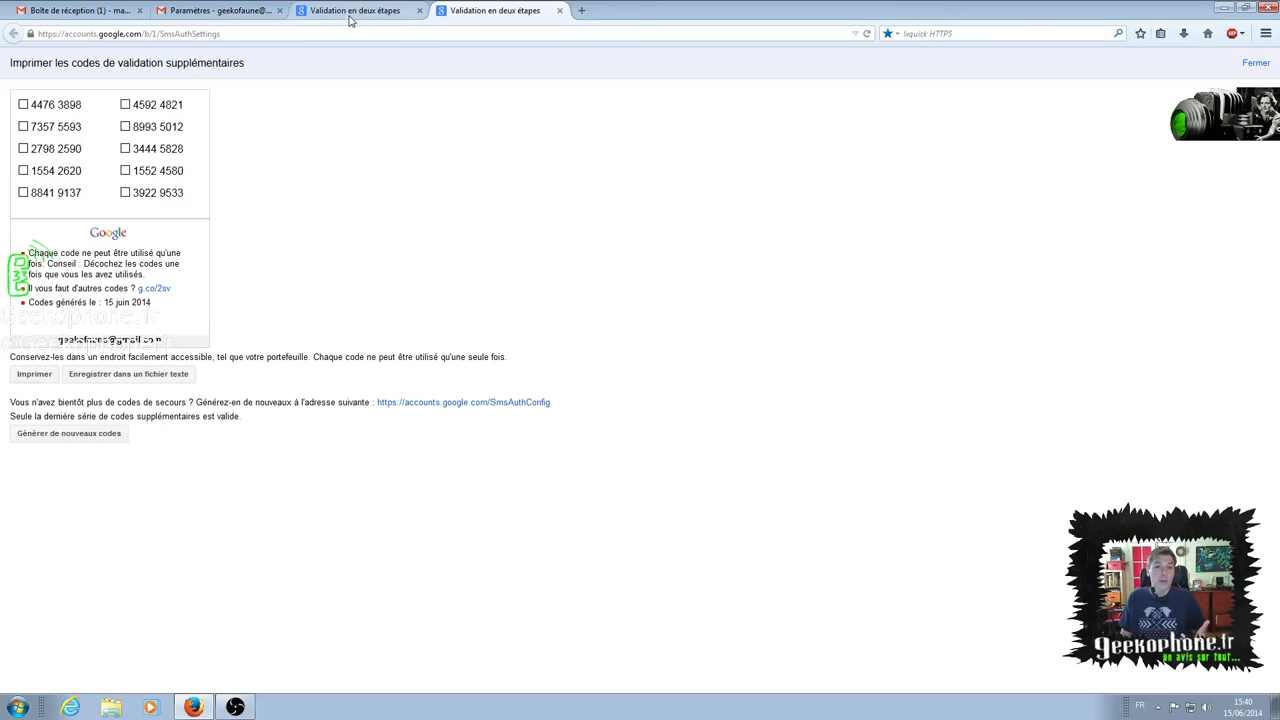 Boîte de réception (1) - ma...
Paramètres - geekofaune@...
Validation en deux étapes
Validation en deux étapes
https://accounts.google.com/b/1/SmsAuthSettings
Ixquick HTTPS
Imprimer les codes de validation supplémentaires
Fermer
4476 3898 4592 4821
7357 5593 8993 5012
2798 2590 3444 5828
1554 2620 1552 4580
8841 9137 3922 9533
Google
Chaque code ne peut être utilisé qu'une
fois. Conseil : Décochez les codes une
fois que vous les avez utilisés.
Il vous faut d'autres codes ? g.co/2sv
Codes générés le : 15 juin 2014
Geekophone.fr
@Geekophonefr
geekofaune@gmail.com
Conservez-les dans un endroit facilement accessible, tel que votre portefeuille. Chaque code ne peut être utilisé qu'une seule fois.
Imprimer
Enregistrer dans un fichier texte
Vous n'avez bientôt plus de codes de secours ? Générez-en de nouveaux à l'adresse suivante : https://accounts.google.com/SmsAuthConfig
Seule la dernière série de codes supplémentaires est valide.
Générer de nouveaux codes
geekophone.fr
un avis sur tout...
FR
15:40
15/06/2014